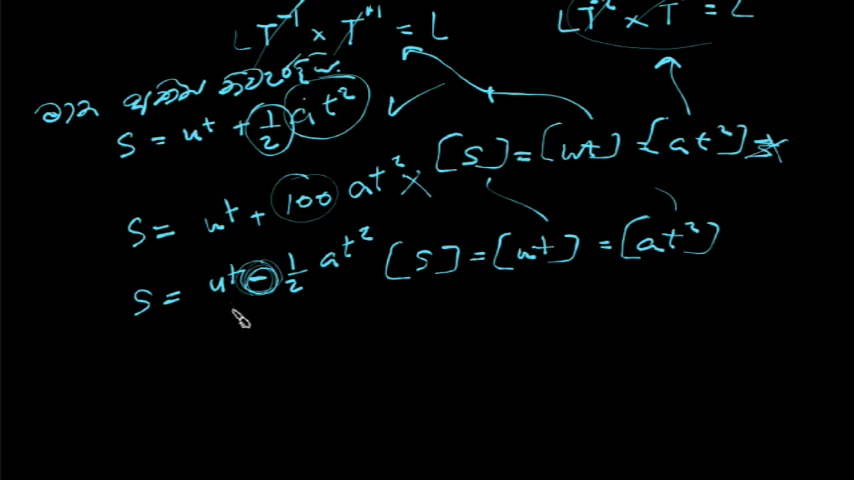 LT⁻¹ × T⁺¹ = L
LT⁻² × T² = L
S = ut + 1/2 at²
[S] = [ut] = [at²]
S = ut + 100 at² ×
S = ut - 1/2 at² [S] = [ut] = [at²]